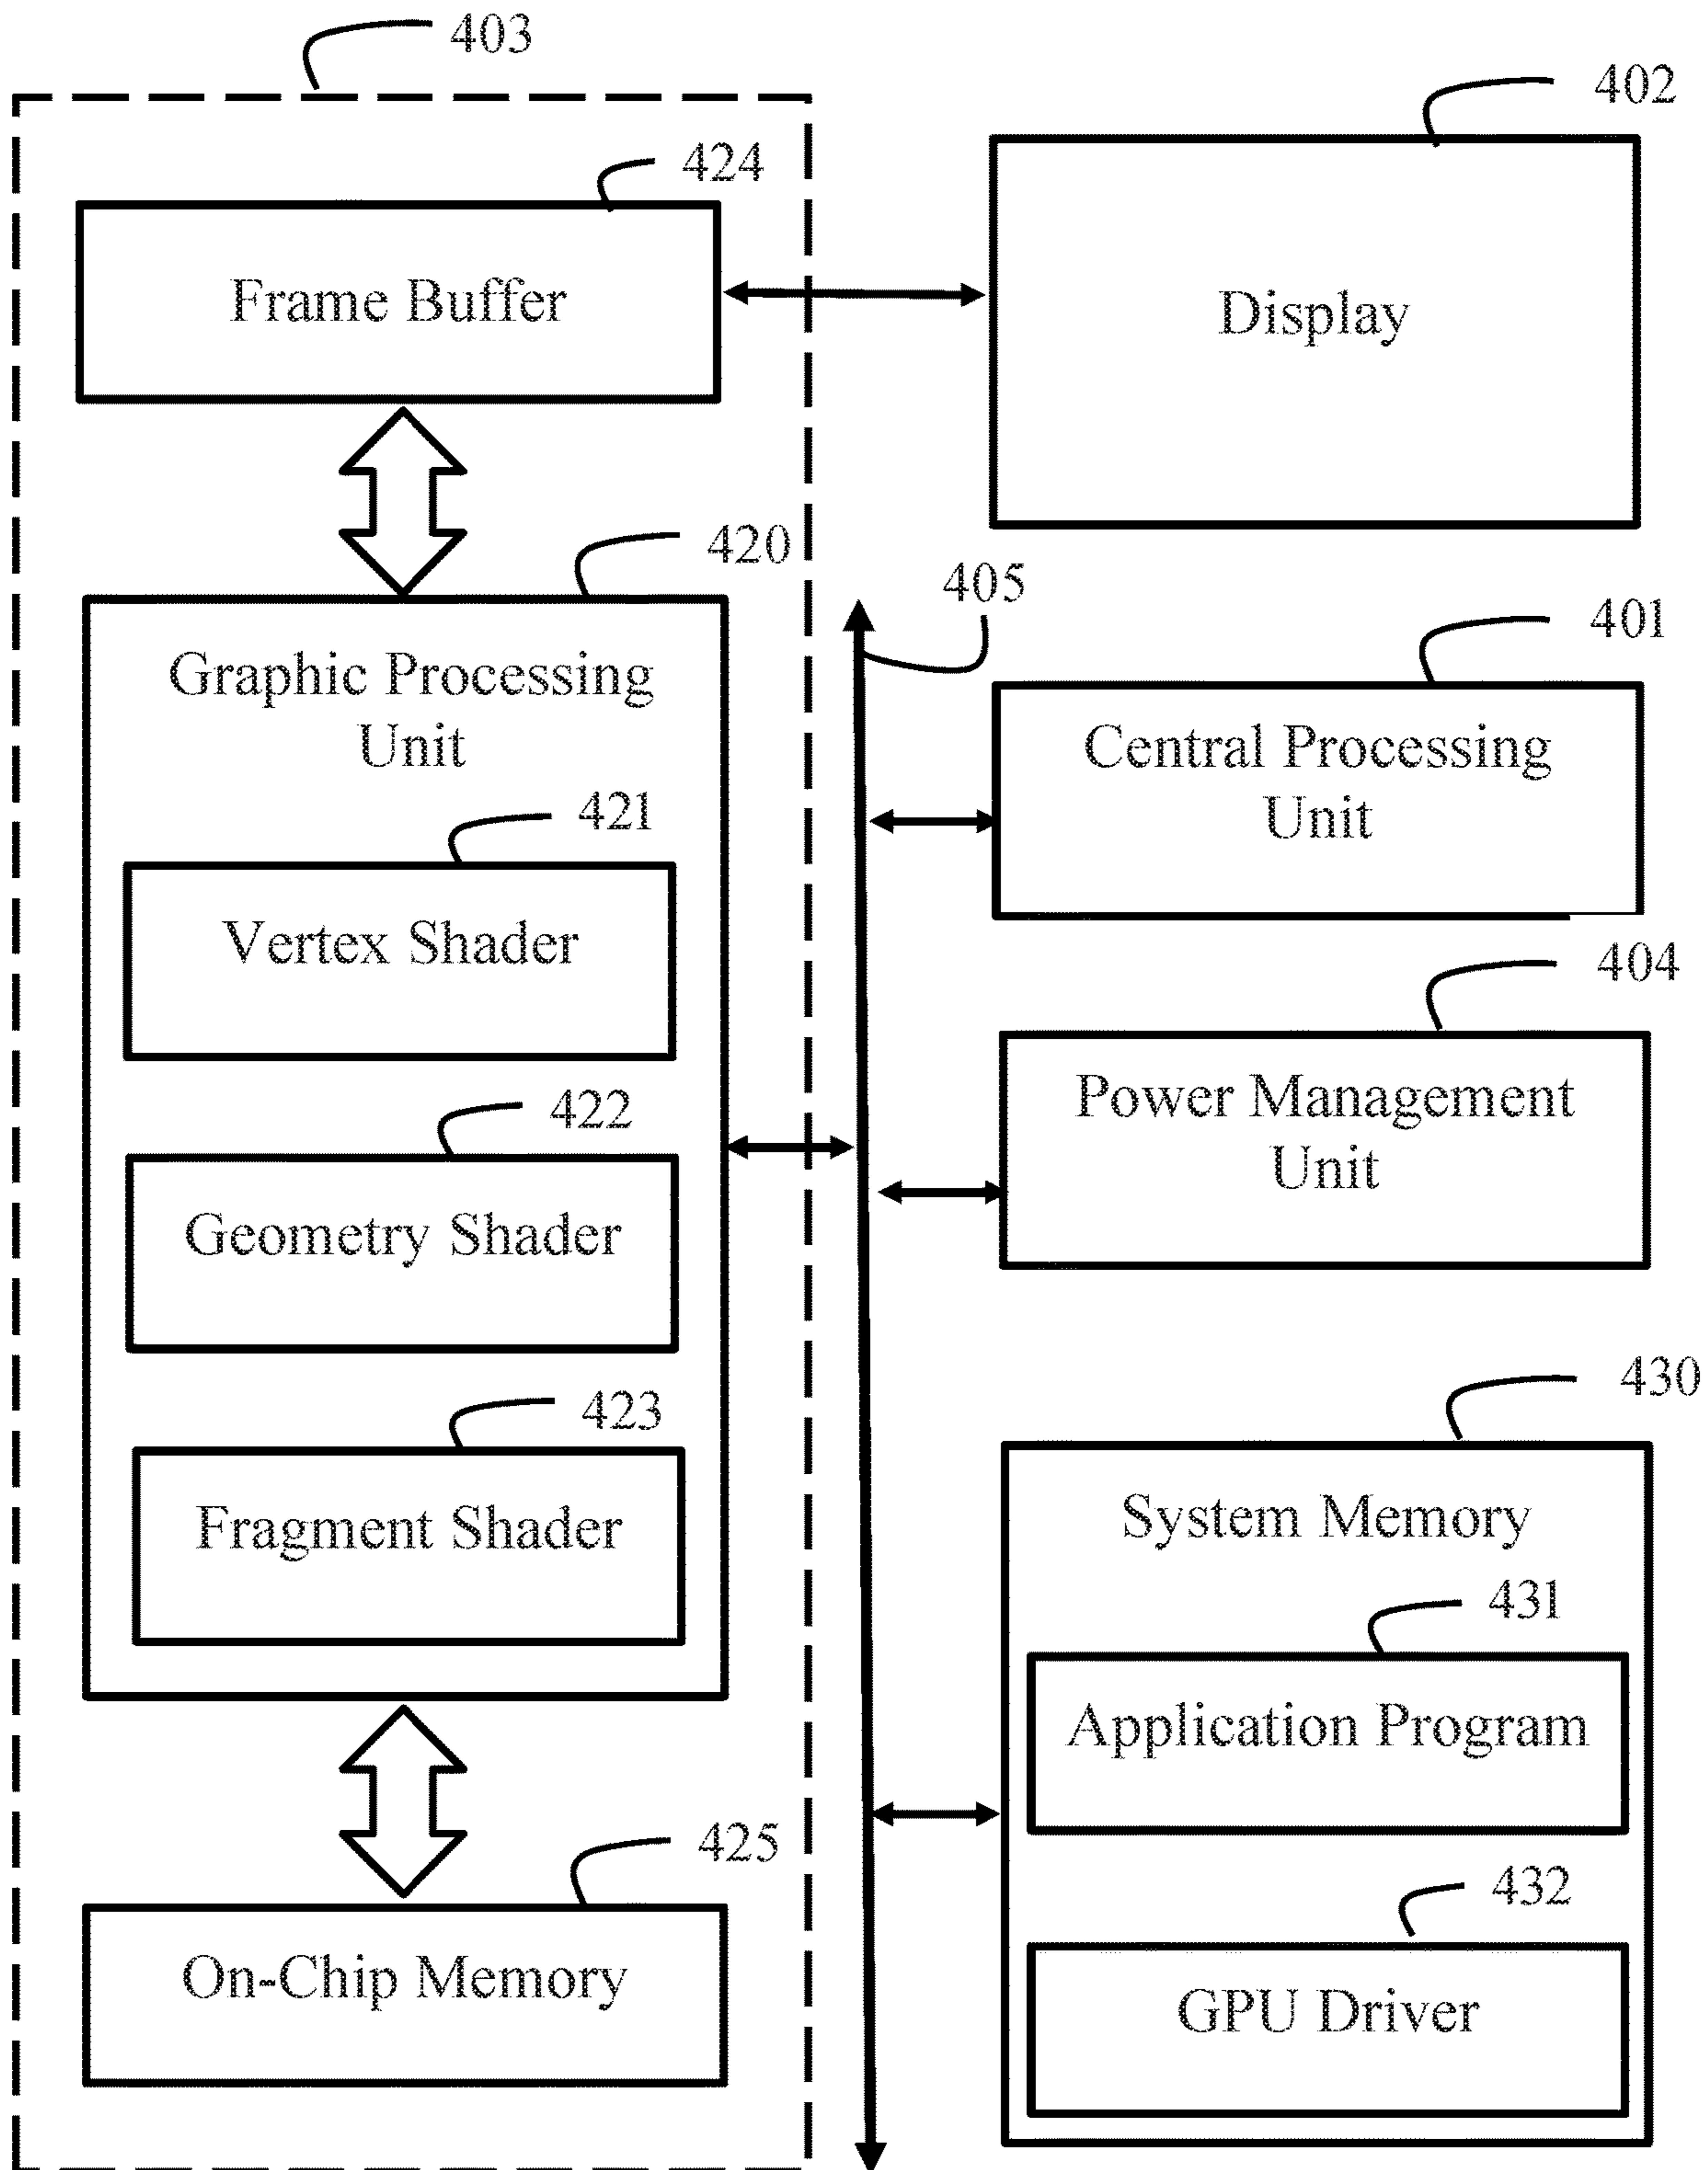 403
424
Frame Buffer
402
Display
420
Graphic Processing
Unit
421
Vertex Shader
422
Geometry Shader
423
Fragment Shader
425
On-Chip Memory
405
401
Central Processing
Unit
404
Power Management
Unit
430
System Memory
431
Application Program
432
GPU Driver